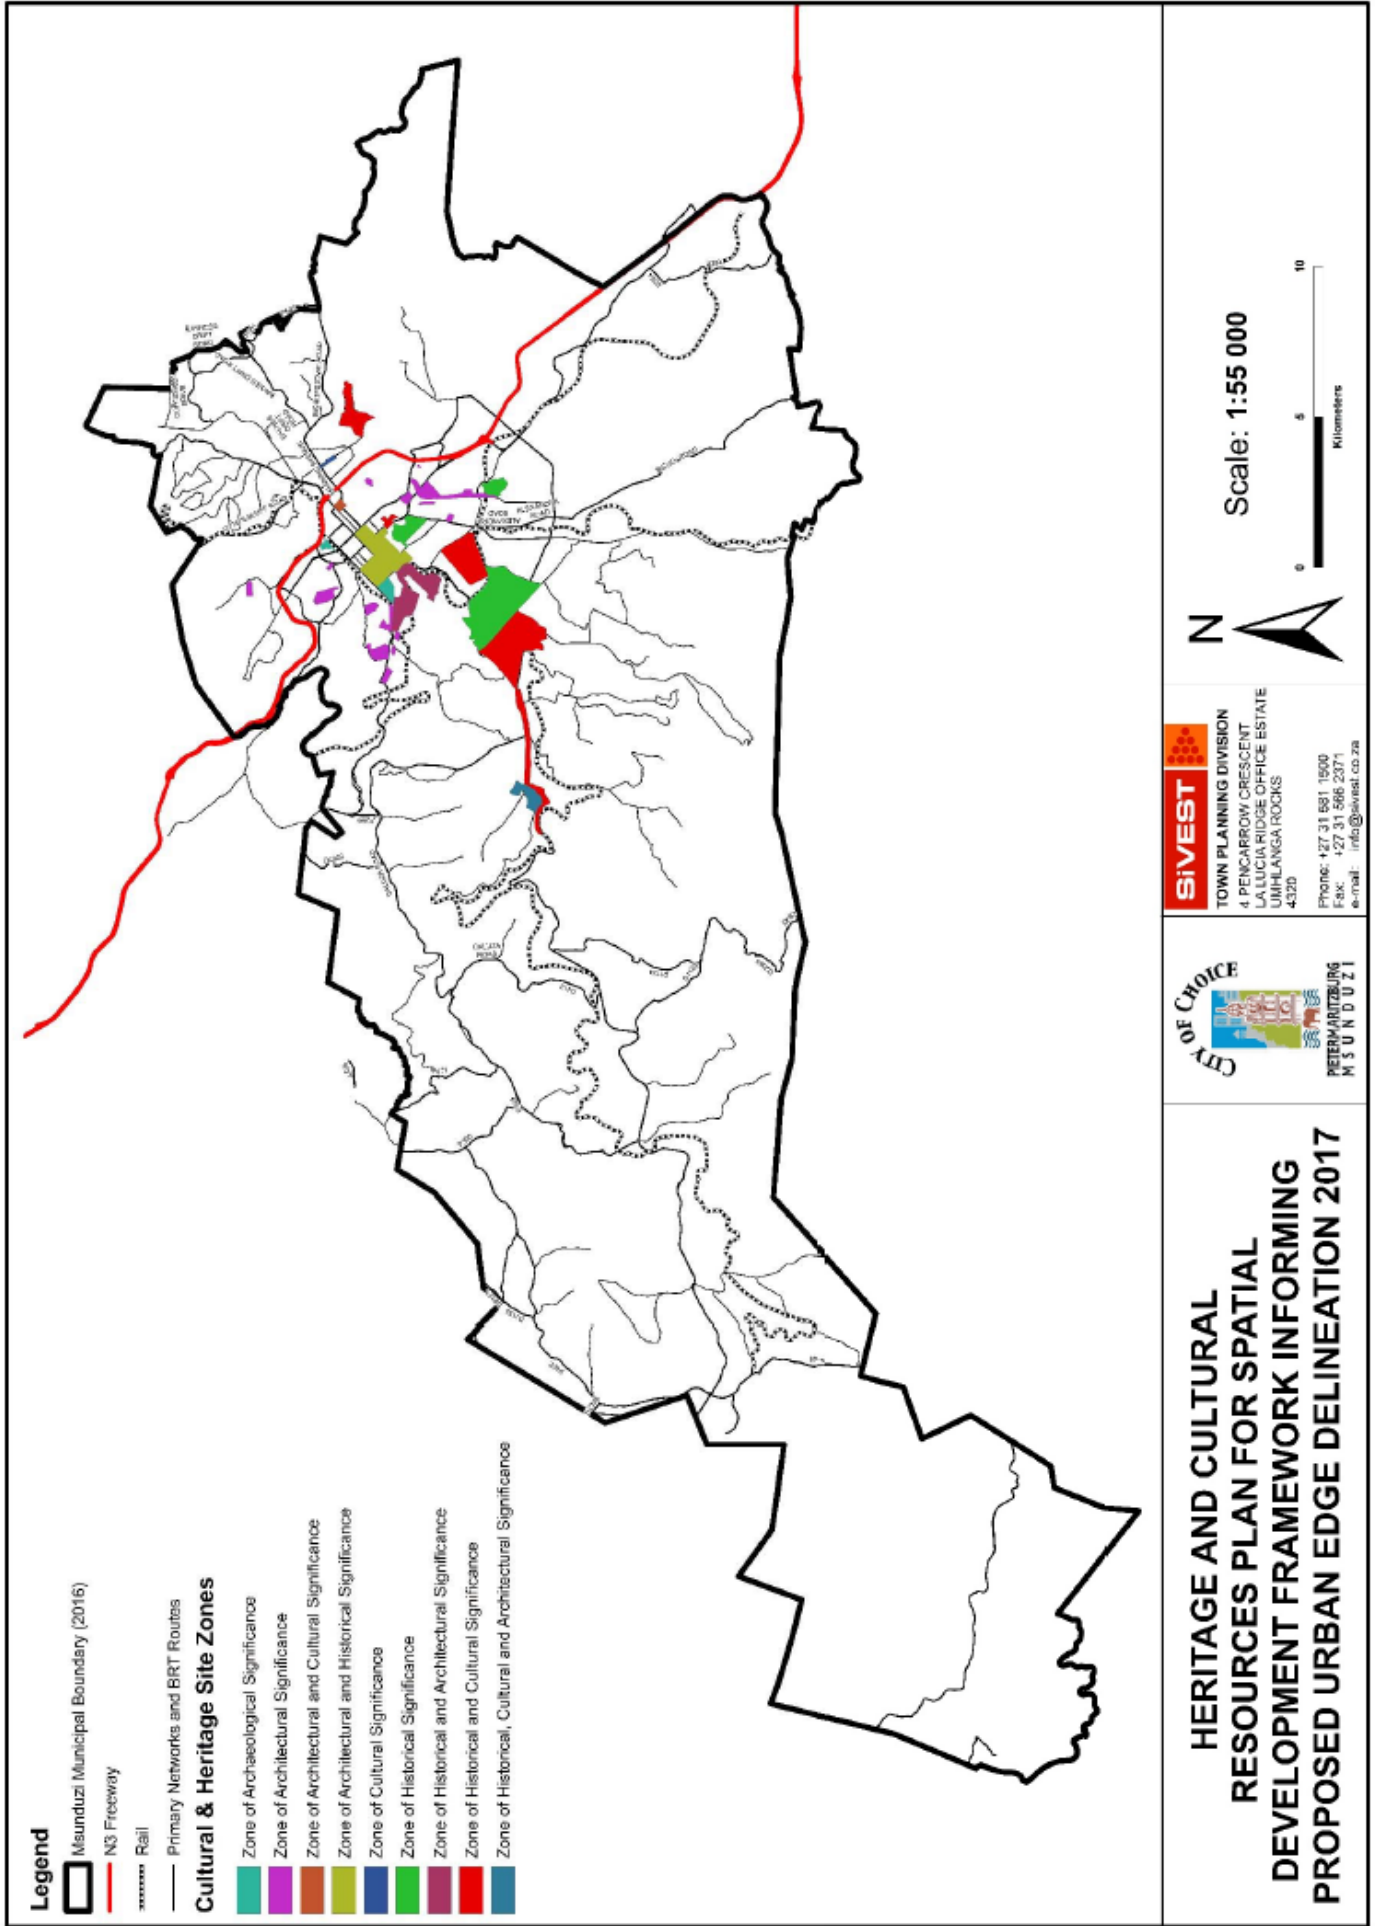 Legend
Msunduzi Municipal Boundary (2016)
N3 Freeway
Rail
Primary Networks and BRT Routes
Cultural & Heritage Site Zones
Zone of Archaeological Significance
Zone of Architectural Significance
Zone of Architectural and Cultural Significance
Zone of Architectural and Historical Significance
Zone of Cultural Significance
Zone of Historical Significance
Zone of Historical and Architectural Significance
Zone of Historical and Cultural Significance
Zone of Historical, Cultural and Architectural Significance
HERITAGE AND CULTURAL
RESOURCES PLAN FOR SPATIAL
DEVELOPMENT FRAMEWORK INFORMING
PROPOSED URBAN EDGE DELINEATION 2017
CITY OF CHOICE
PIETERMARITZBURG
MSUNDUZI
SiVEST
TOWN PLANNING DIVISION
4 PENCARROW CRESCENT
LA LUCIA RIDGE OFFICE ESTATE
UMHLANGA ROCKS
4320
Phone: +27 31 581 1500
Fax: +27 31 566 2371
e-mail: info@sivest.co.za
N
Scale: 1:55 000
0 5 10
Kilometers